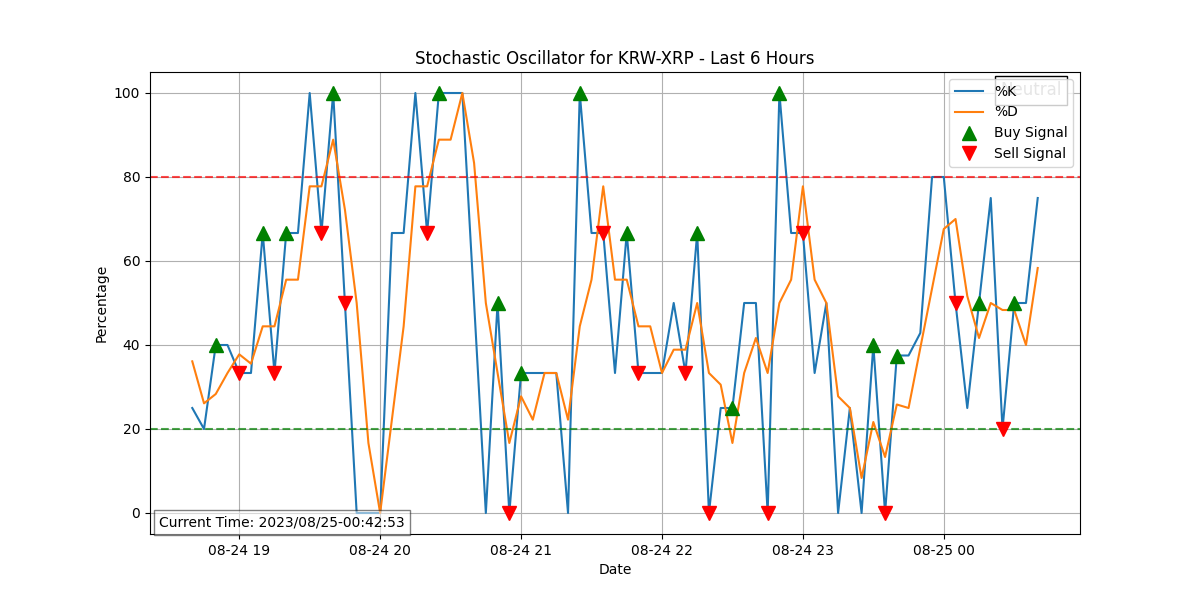 Stochastic Oscillator for KRW-XRP - Last 6 Hours
Neutral
%K
%D
Buy Signal
Sell Signal
Percentage
100
80
60
40
20
0
Current Time: 2023/08/25-00:42:53
08-24 19
08-24 20
08-24 21
08-24 22
08-24 23
08-25 00
Date